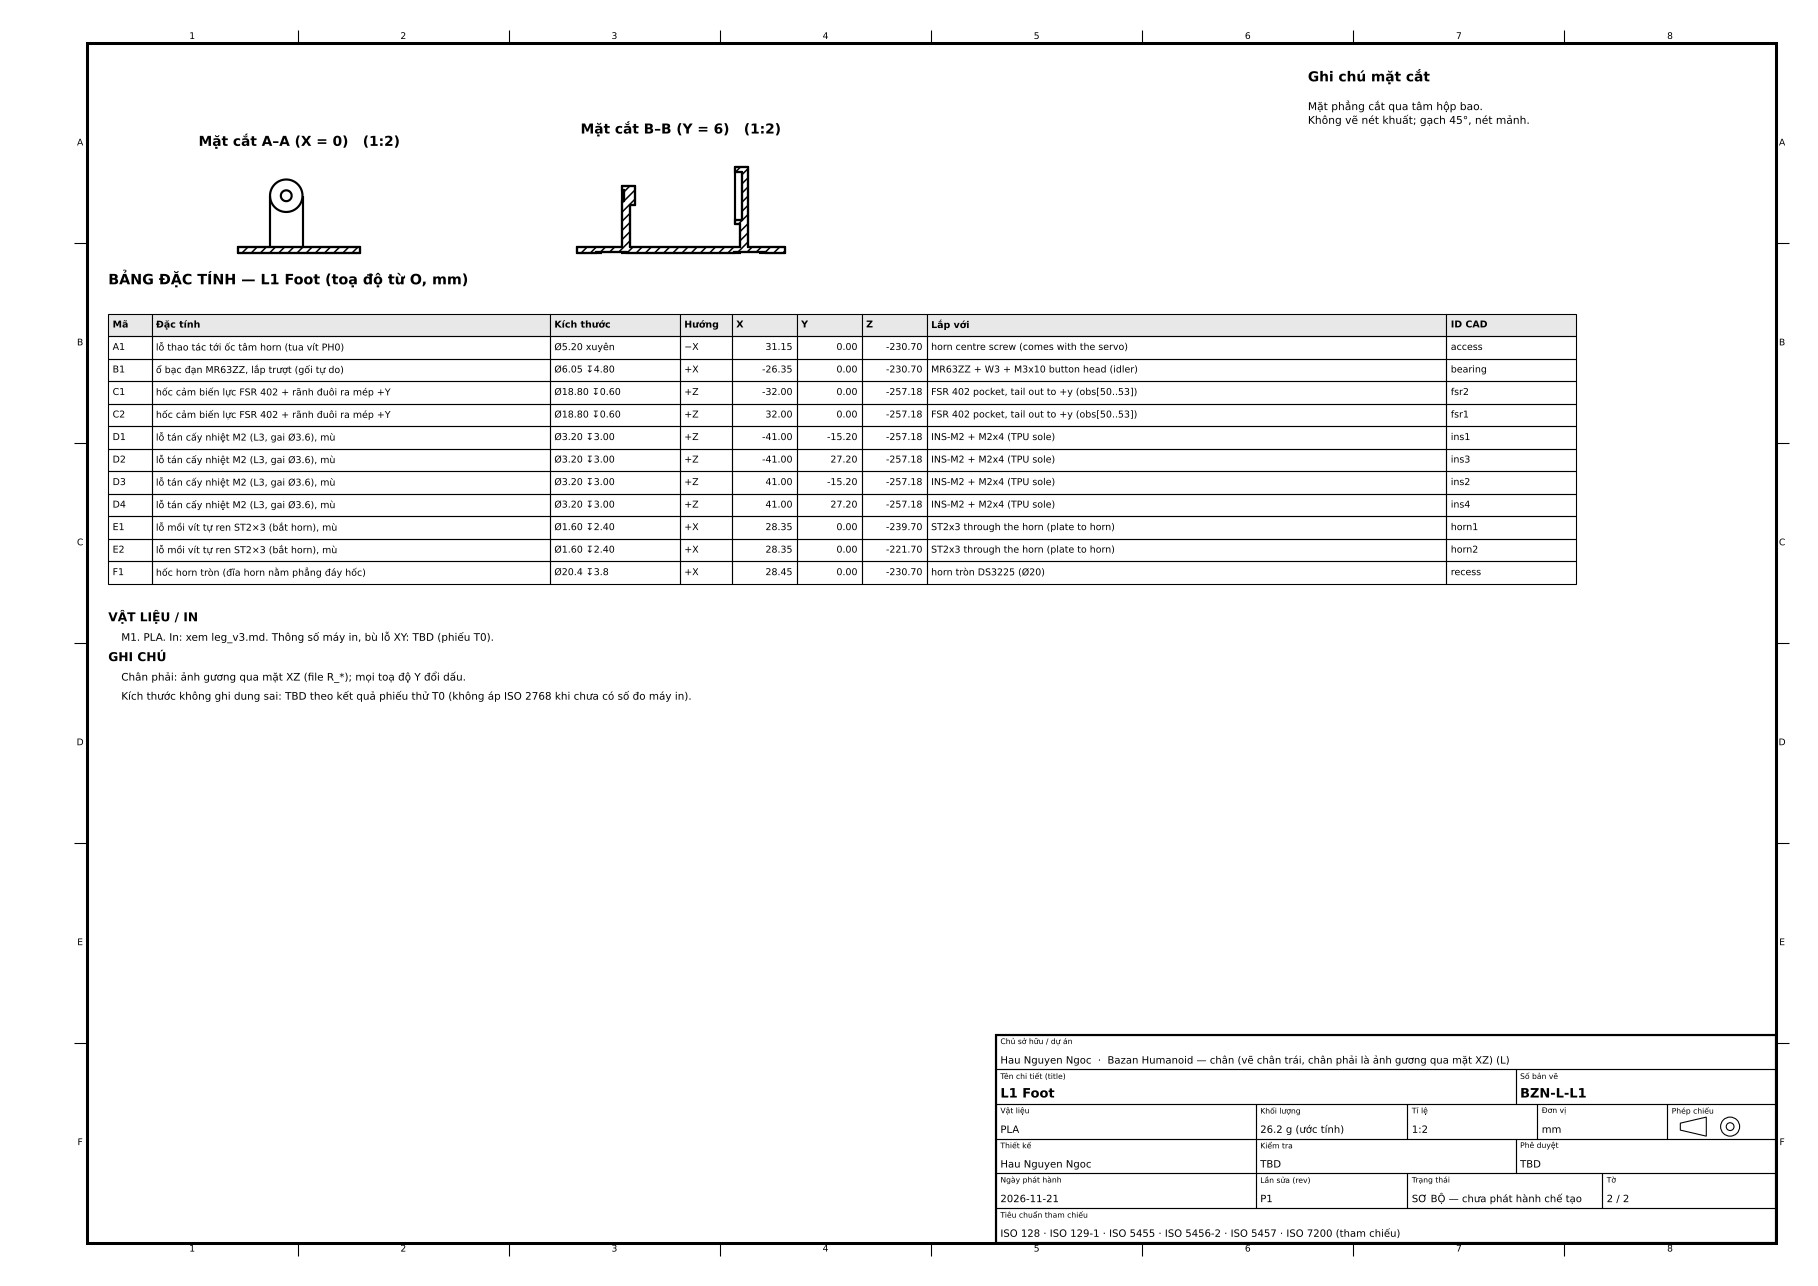 1 2 3 4 5 6 7 8
Ghi chú mặt cắt
Mặt phẳng cắt qua tâm hộp bao.
Không vẽ nét khuất; gạch 45°, nét mảnh.
Mặt cắt A–A (X = 0) (1:2)
Mặt cắt B–B (Y = 6) (1:2)
A A
BẢNG ĐẶC TÍNH — L1 Foot (toạ độ từ O, mm)
Mã Đặc tính Kích thước Hướng X Y Z Lắp với ID CAD
B B
A1 lỗ thao tác tới ốc tâm horn (tua vít PH0) Ø5.20 xuyên −X 31.15 0.00 -230.70 horn centre screw (comes with the servo) access
B1 ổ bạc đạn MR63ZZ, lắp trượt (gối tự do) Ø6.05 ↧4.80 +X -26.35 0.00 -230.70 MR63ZZ + W3 + M3x10 button head (idler) bearing
C1 hốc cảm biến lực FSR 402 + rãnh đuôi ra mép +Y Ø18.80 ↧0.60 +Z -32.00 0.00 -257.18 FSR 402 pocket, tail out to +y (obs[50..53]) fsr2
C2 hốc cảm biến lực FSR 402 + rãnh đuôi ra mép +Y Ø18.80 ↧0.60 +Z 32.00 0.00 -257.18 FSR 402 pocket, tail out to +y (obs[50..53]) fsr1
D1 lỗ tán cấy nhiệt M2 (L3, gai Ø3.6), mù Ø3.20 ↧3.00 +Z -41.00 -15.20 -257.18 INS-M2 + M2x4 (TPU sole) ins1
D2 lỗ tán cấy nhiệt M2 (L3, gai Ø3.6), mù Ø3.20 ↧3.00 +Z -41.00 27.20 -257.18 INS-M2 + M2x4 (TPU sole) ins3
D3 lỗ tán cấy nhiệt M2 (L3, gai Ø3.6), mù Ø3.20 ↧3.00 +Z 41.00 -15.20 -257.18 INS-M2 + M2x4 (TPU sole) ins2
D4 lỗ tán cấy nhiệt M2 (L3, gai Ø3.6), mù Ø3.20 ↧3.00 +Z 41.00 27.20 -257.18 INS-M2 + M2x4 (TPU sole) ins4
E1 lỗ mồi vít tự ren ST2×3 (bắt horn), mù Ø1.60 ↧2.40 +X 28.35 0.00 -239.70 ST2x3 through the horn (plate to horn) horn1
C C
E2 lỗ mồi vít tự ren ST2×3 (bắt horn), mù Ø1.60 ↧2.40 +X 28.35 0.00 -221.70 ST2x3 through the horn (plate to horn) horn2
F1 hốc horn tròn (đĩa horn nằm phẳng đáy hốc) Ø20.4 ↧3.8 +X 28.45 0.00 -230.70 horn tròn DS3225 (Ø20) recess
VẬT LIỆU / IN
M1. PLA. In: xem leg_v3.md. Thông số máy in, bù lỗ XY: TBD (phiếu T0).
GHI CHÚ
Chân phải: ảnh gương qua mặt XZ (file R_*); mọi toạ độ Y đổi dấu.
Kích thước không ghi dung sai: TBD theo kết quả phiếu thử T0 (không áp ISO 2768 khi chưa có số đo máy in).
D D
E E
Chủ sở hữu / dự án
Hau Nguyen Ngoc · Bazan Humanoid — chân (vẽ chân trái, chân phải là ảnh gương qua mặt XZ) (L)
Tên chi tiết (title) Số bản vẽ
L1 Foot BZN-L-L1
Vật liệu Khối lượng Tỉ lệ Đơn vị Phép chiếu
PLA 26.2 g (ước tính) 1:2 mm
F F
Thiết kế Kiểm tra Phê duyệt
Hau Nguyen Ngoc TBD TBD
Ngày phát hành Lần sửa (rev) Trạng thái Tờ
2026-11-21 P1 SƠ BỘ — chưa phát hành chế tạo 2 / 2
Tiêu chuẩn tham chiếu
ISO 128 · ISO 129-1 · ISO 5455 · ISO 5456-2 · ISO 5457 · ISO 7200 (tham chiếu)
1 2 3 4 5 6 7 8